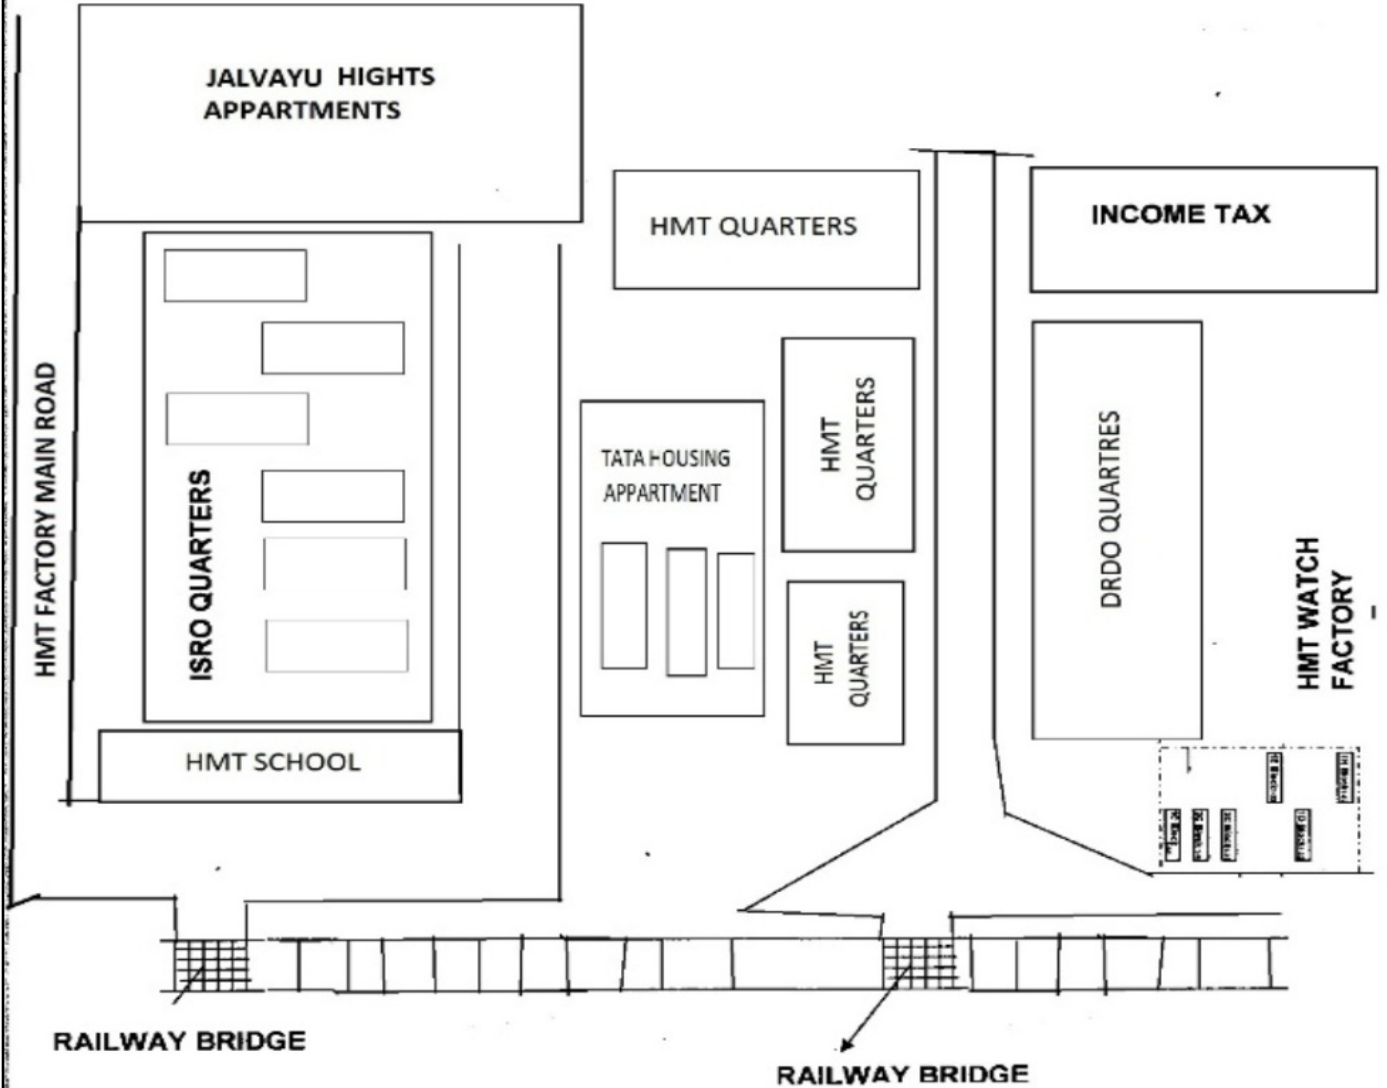 JALVAYU HIGHTS
APPARTMENTS
HMT QUARTERS
INCOME TAX
HMT FACTORY MAIN ROAD
ISRO QUARTERS
TATA HOUSING
APPARTMENT
HMT
QUARTERS
HMT
QUARTERS
DRDO QUARTRES
HMT WATCH
FACTORY
HMT SCHOOL
RAILWAY BRIDGE
RAILWAY BRIDGE